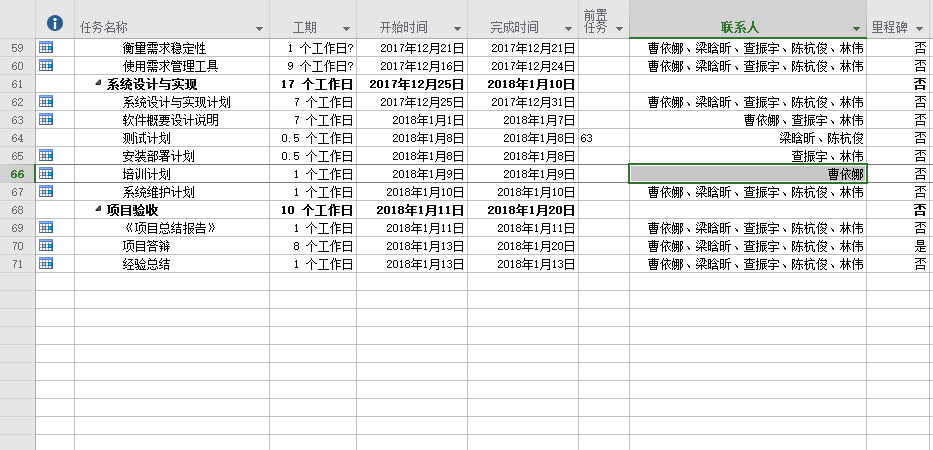 任务名称 工期 开始时间 完成时间 前置任务 联系人 里程碑
59 衡量需求稳定性 1 个工作日? 2017年12月21日 2017年12月21日 曹依娜、梁晗昕、查振宇、陈杭俊、林伟 否
60 使用需求管理工具 9 个工作日? 2017年12月16日 2017年12月24日 曹依娜、梁晗昕、查振宇、陈杭俊、林伟 否
61 系统设计与实现 17 个工作日 2017年12月25日 2018年1月10日 否
62 系统设计与实现计划 7 个工作日 2017年12月25日 2017年12月31日 曹依娜、梁晗昕、查振宇、陈杭俊、林伟 否
63 软件概要设计说明 7 个工作日 2018年1月1日 2018年1月7日 曹依娜、查振宇、林伟 否
64 测试计划 0.5 个工作日 2018年1月8日 2018年1月8日 63 梁晗昕、陈杭俊 否
65 安装部署计划 0.5 个工作日 2018年1月8日 2018年1月8日 查振宇、林伟 否
66 培训计划 1 个工作日 2018年1月9日 2018年1月9日 曹依娜 否
67 系统维护计划 1 个工作日 2018年1月10日 2018年1月10日 曹依娜、梁晗昕、查振宇、陈杭俊、林伟 否
68 项目验收 10 个工作日 2018年1月11日 2018年1月20日 否
69 《项目总结报告》 1 个工作日 2018年1月11日 2018年1月11日 曹依娜、梁晗昕、查振宇、陈杭俊、林伟 否
70 项目答辩 8 个工作日 2018年1月13日 2018年1月20日 曹依娜、梁晗昕、查振宇、陈杭俊、林伟 是
71 经验总结 1 个工作日 2018年1月13日 2018年1月13日 曹依娜、梁晗昕、查振宇、陈杭俊、林伟 否